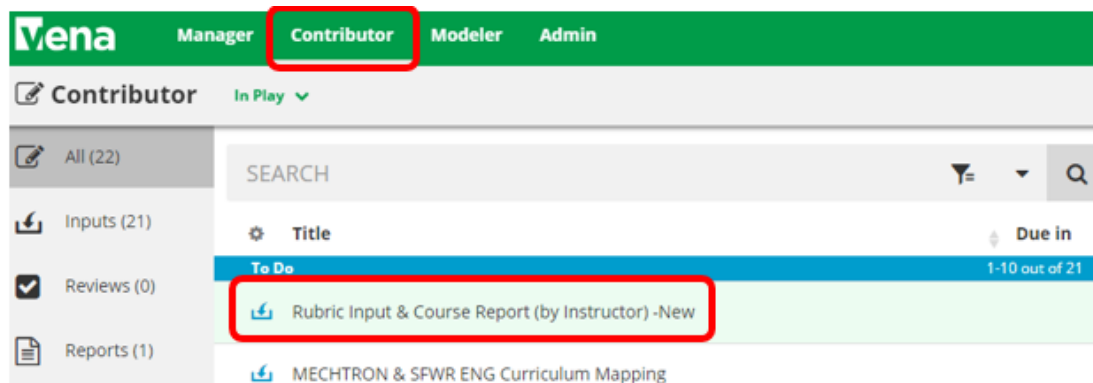 Vena Manager Contributor Modeler Admin
Contributor In Play
All (22)
SEARCH
Inputs (21)
Title Due in
To Do 1-10 out of 21
Reviews (0)
Rubric Input & Course Report (by Instructor) -New
Reports (1)
MECHTRON & SFWR ENG Curriculum Mapping